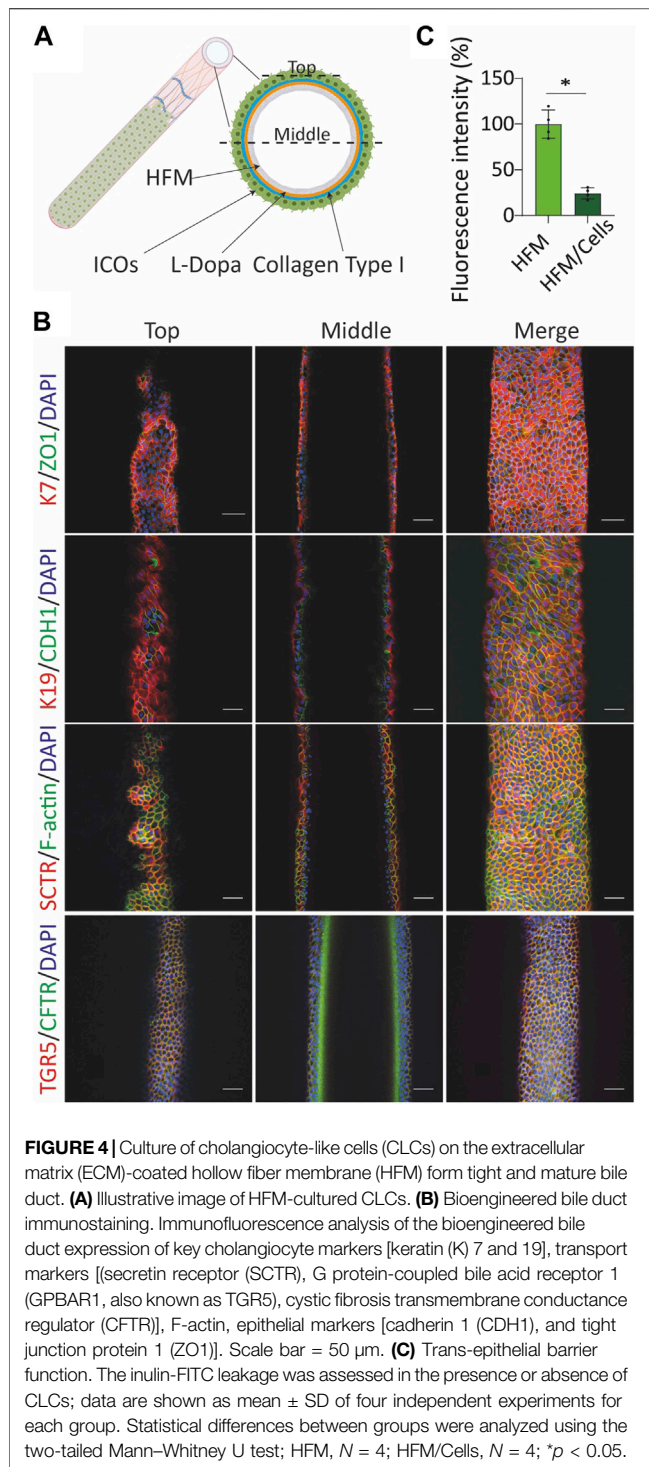 A
Top
Middle
HFM
ICOs L-Dopa Collagen Type I
C
Fluorescence intensity (%)
150
100
50
0
*
HFM
HFM/Cells
B
Top Middle Merge
K7/ZO1/DAPI
K19/CDH1/DAPI
SCTR/F-actin/DAPI
TGR5/CFTR/DAPI
FIGURE 4 | Culture of cholangiocyte-like cells (CLCs) on the extracellular
matrix (ECM)-coated hollow fiber membrane (HFM) form tight and mature bile
duct. (A) Illustrative image of HFM-cultured CLCs. (B) Bioengineered bile duct
immunostaining. Immunofluorescence analysis of the bioengineered bile
duct expression of key cholangiocyte markers [keratin (K) 7 and 19], transport
markers [(secretin receptor (SCTR), G protein-coupled bile acid receptor 1
(GPBAR1, also known as TGR5), cystic fibrosis transmembrane conductance
regulator (CFTR)], F-actin, epithelial markers [cadherin 1 (CDH1), and tight
junction protein 1 (ZO1)]. Scale bar = 50 µm. (C) Trans-epithelial barrier
function. The inulin-FITC leakage was assessed in the presence or absence of
CLCs; data are shown as mean ± SD of four independent experiments for
each group. Statistical differences between groups were analyzed using the
two-tailed Mann–Whitney U test; HFM, N = 4; HFM/Cells, N = 4; *p < 0.05.